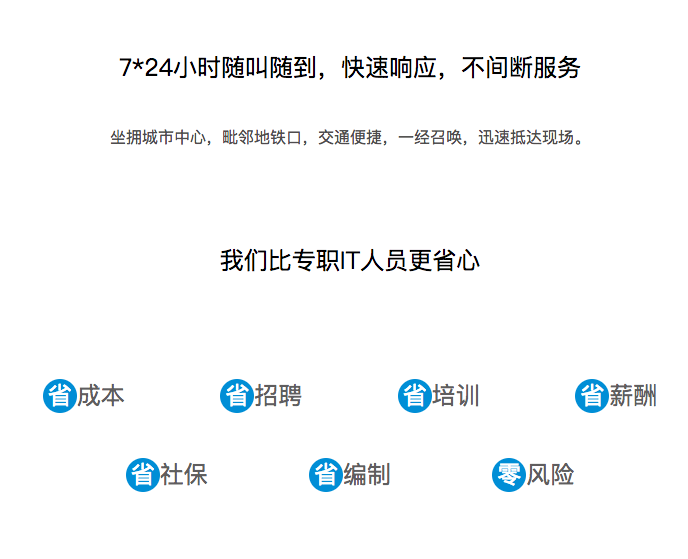 7*24小时随叫随到，快速响应，不间断服务
坐拥城市中心，毗邻地铁口，交通便捷，一经召唤，迅速抵达现场。
我们比专职IT人员更省心
省成本 省招聘 省培训 省薪酬
省社保 省编制 零风险